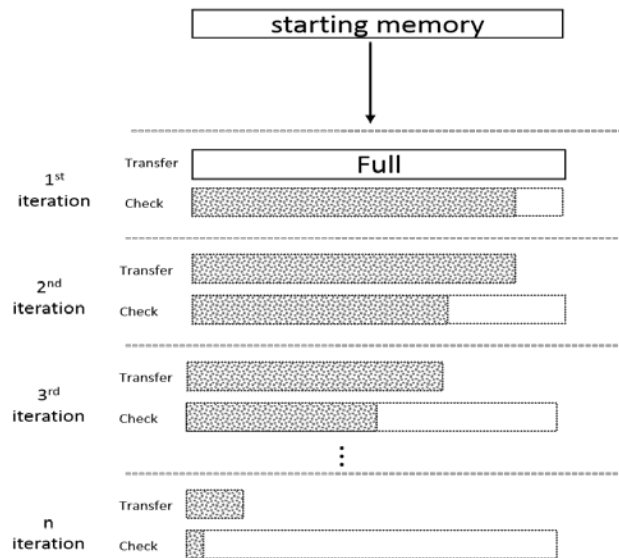 starting memory
Transfer
Full
1st
iteration
Check
Transfer
2nd
iteration
Check
Transfer
3rd
iteration
Check
Transfer
n
iteration
Check